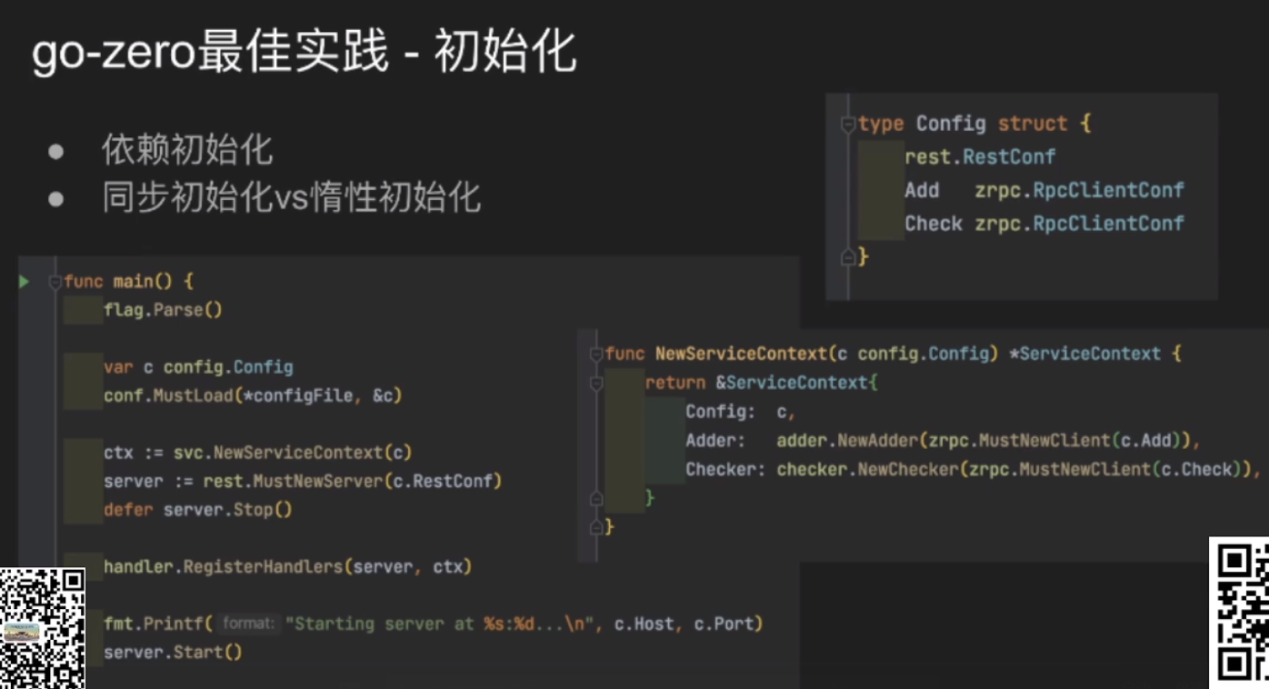 go-zero最佳实践 - 初始化
● 依赖初始化
● 同步初始化vs惰性初始化
type Config struct {
rest.RestConf
Add zrpc.RpcClientConf
Check zrpc.RpcClientConf
}
func main() {
flag.Parse()
var c config.Config
conf.MustLoad(*configFile, &c)
ctx := svc.NewServiceContext(c)
server := rest.MustNewServer(c.RestConf)
defer server.Stop()
handler.RegisterHandlers(server, ctx)
fmt.Printf( format: "Starting server at %s:%d...\n", c.Host, c.Port)
server.Start()
func NewServiceContext(c config.Config) *ServiceContext {
return &ServiceContext{
Config: c,
Adder: adder.NewAdder(zrpc.MustNewClient(c.Add)),
Checker: checker.NewChecker(zrpc.MustNewClient(c.Check)),
}
}